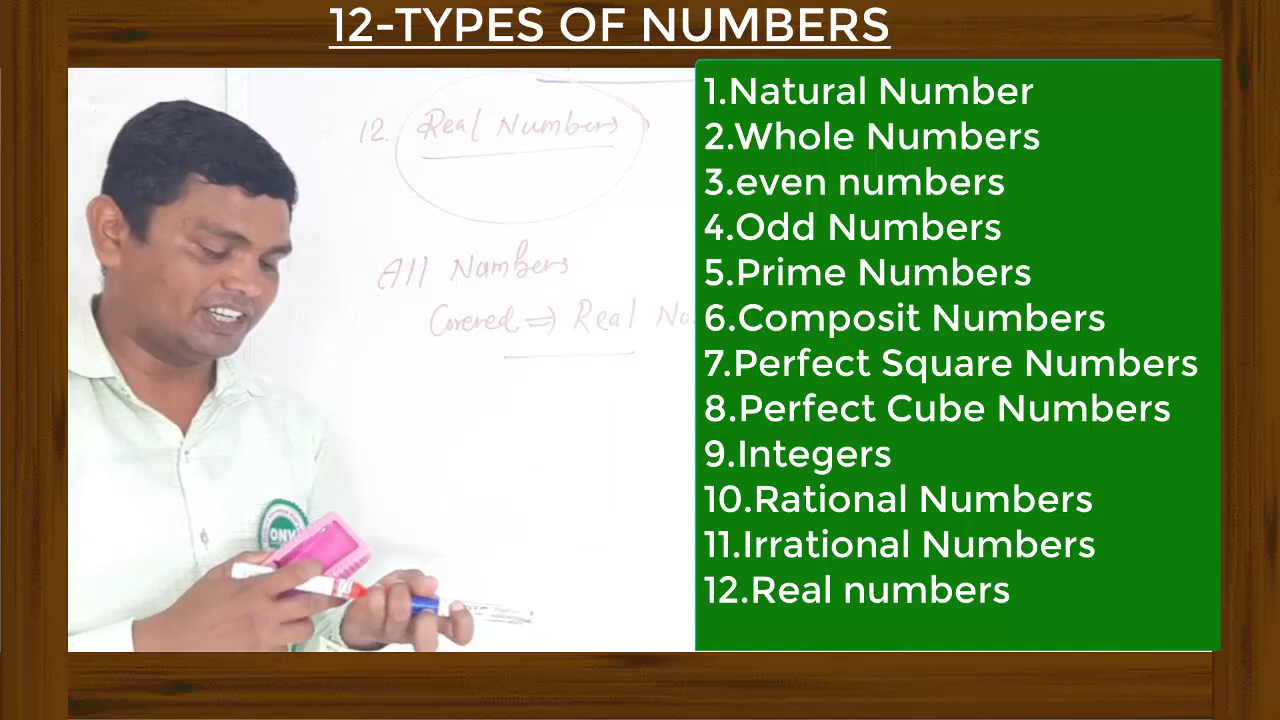 12-TYPES OF NUMBERS
12. Real Numbers
All Numbers
Covered => Real No.
ONV
1.Natural Number
2.Whole Numbers
3.even numbers
4.Odd Numbers
5.Prime Numbers
6.Composit Numbers
7.Perfect Square Numbers
8.Perfect Cube Numbers
9.Integers
10.Rational Numbers
11.Irrational Numbers
12.Real numbers